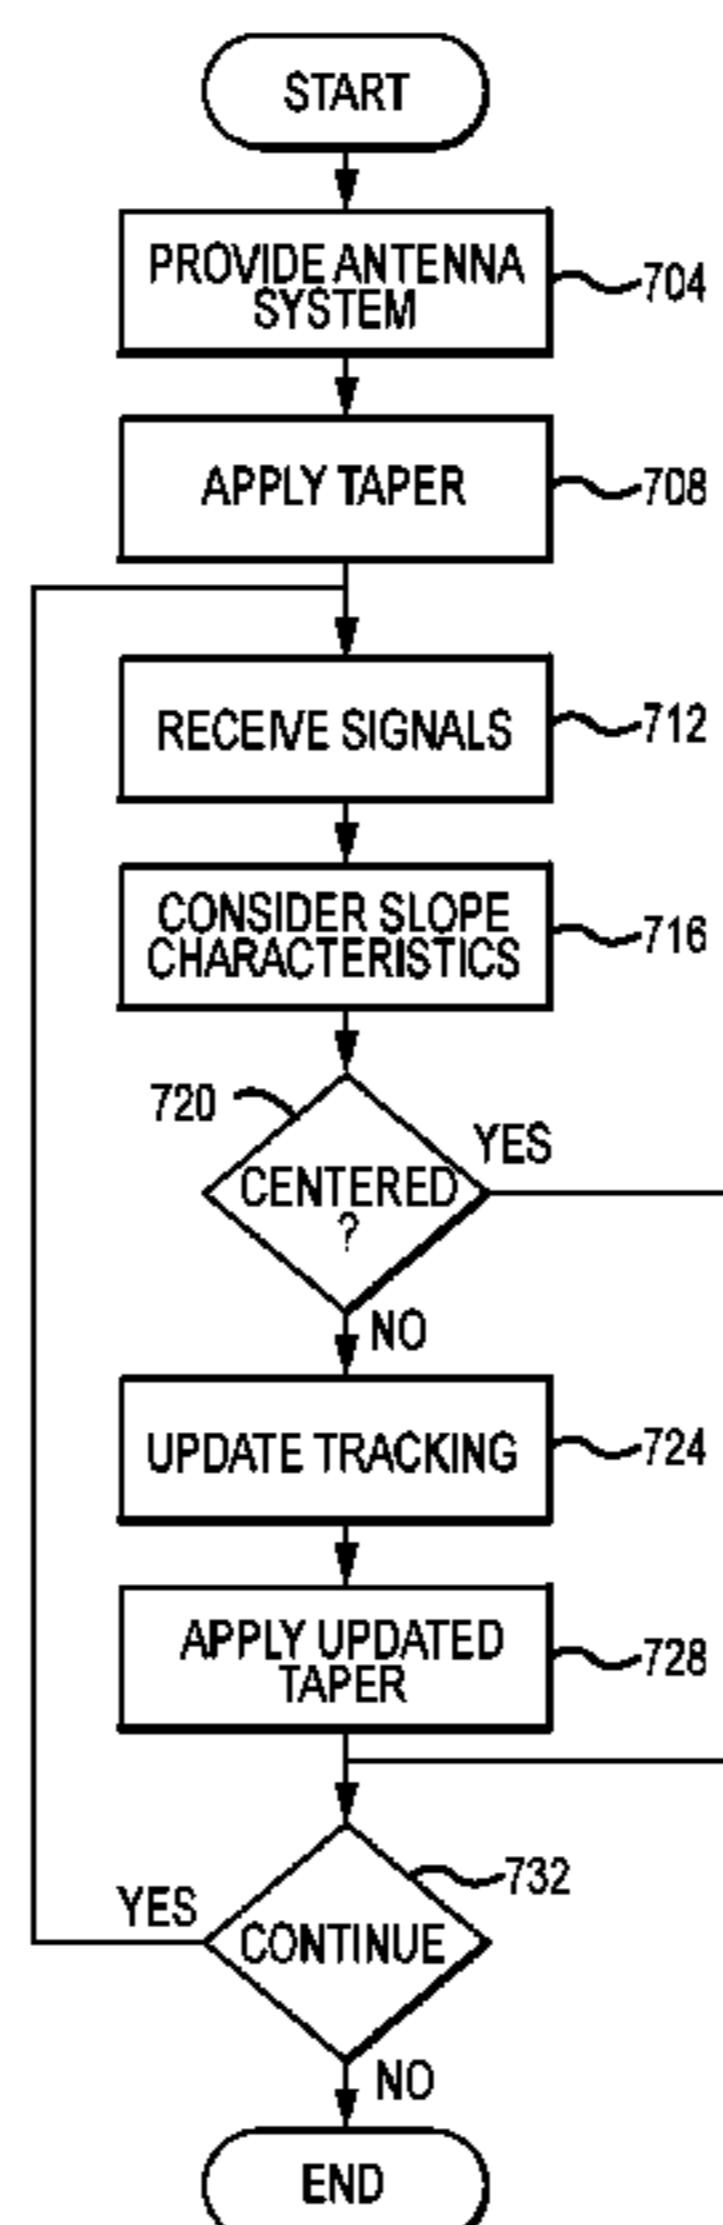 START
PROVIDE ANTENNA
SYSTEM
704
APPLY TAPER
708
RECEIVE SIGNALS
712
CONSIDER SLOPE
CHARACTERISTICS
716
720
YES
CENTERED
?
NO
UPDATE TRACKING
724
APPLY UPDATED
TAPER
728
732
YES
CONTINUE
NO
END